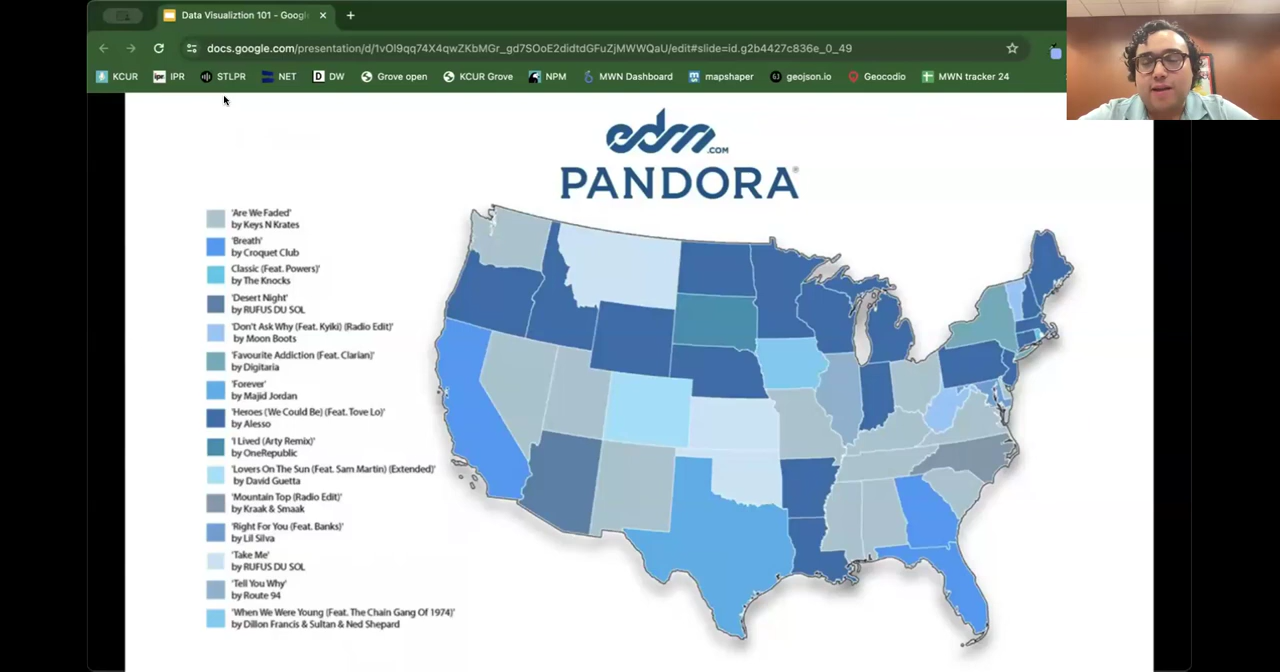 Data Visualiztion 101 - Googl
docs.google.com/presentation/d/1vOl9qq74X4qwZKbMGr_gd7SOoE2didtdGFuZjMWWQaU/edit#slide=id.g2b4427c836e_0_49
KCUR IPR STLPR NET DW Grove open KCUR Grove NPM MWN Dashboard mapshaper geojson.io Geocodio MWN tracker 24
edm.com
PANDORA®
'Are We Faded'
by Keys N Krates
'Breath'
by Croquet Club
Classic (Feat. Powers)'
by The Knocks
'Desert Night'
by RUFUS DU SOL
'Don't Ask Why (Feat. Kyiki) (Radio Edit)'
by Moon Boots
'Favourite Addiction (Feat. Clarian)'
by Digitaria
'Forever'
by Majid Jordan
'Heroes (We Could Be) (Feat. Tove Lo)'
by Alesso
'I Lived (Arty Remix)'
by OneRepublic
'Lovers On The Sun (Feat. Sam Martin) (Extended)'
by David Guetta
'Mountain Top (Radio Edit)'
by Kraak & Smaak
'Right For You (Feat. Banks)'
by Lil Silva
'Take Me'
by RUFUS DU SOL
'Tell You Why'
by Route 94
'When We Were Young (Feat. The Chain Gang Of 1974)'
by Dillon Francis & Sultan & Ned Shepard